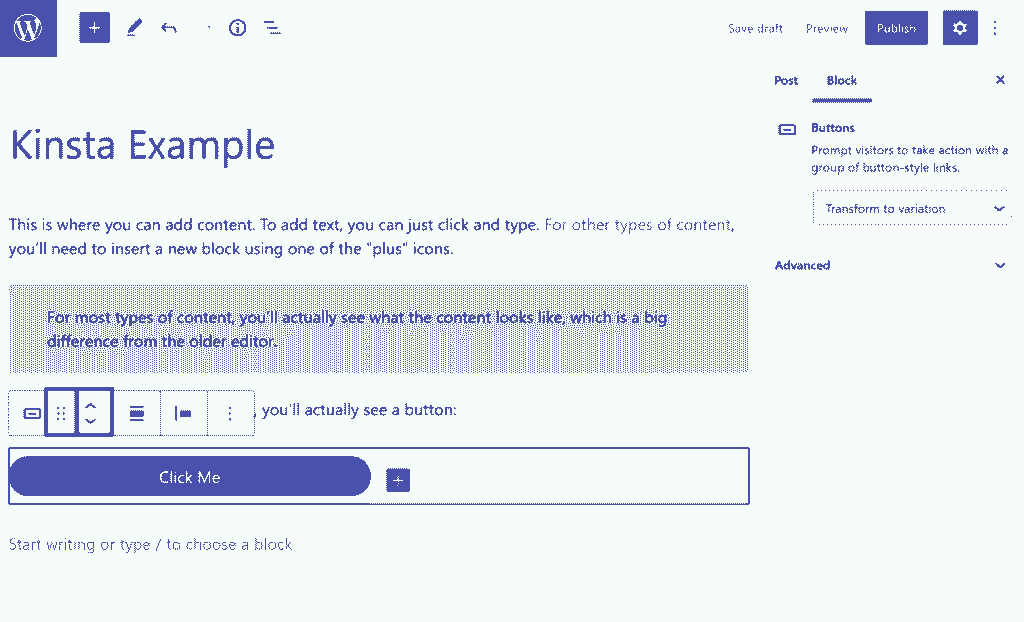 Save draft Preview Publish
Post Block
Kinsta Example
Buttons
Prompt visitors to take action with a
group of button-style links.
Transform to variation
Advanced
This is where you can add content. To add text, you can just click and type. For other types of content,
you'll need to insert a new block using one of the "plus" icons.
For most types of content, you'll actually see what the content looks like, which is a big
difference from the older editor.
, you'll actually see a button:
Click Me
Start writing or type / to choose a block